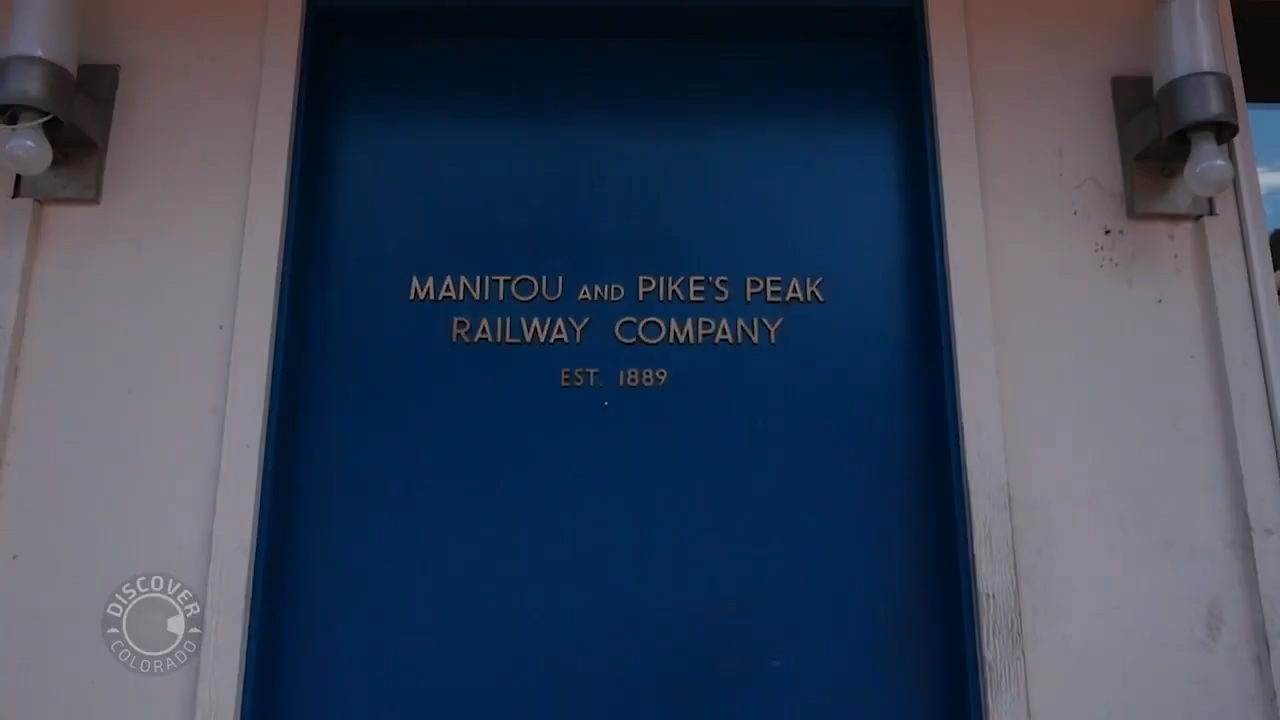 MANITOU AND PIKE'S PEAK
RAILWAY COMPANY
EST. 1889
DISCOVER
COLORADO